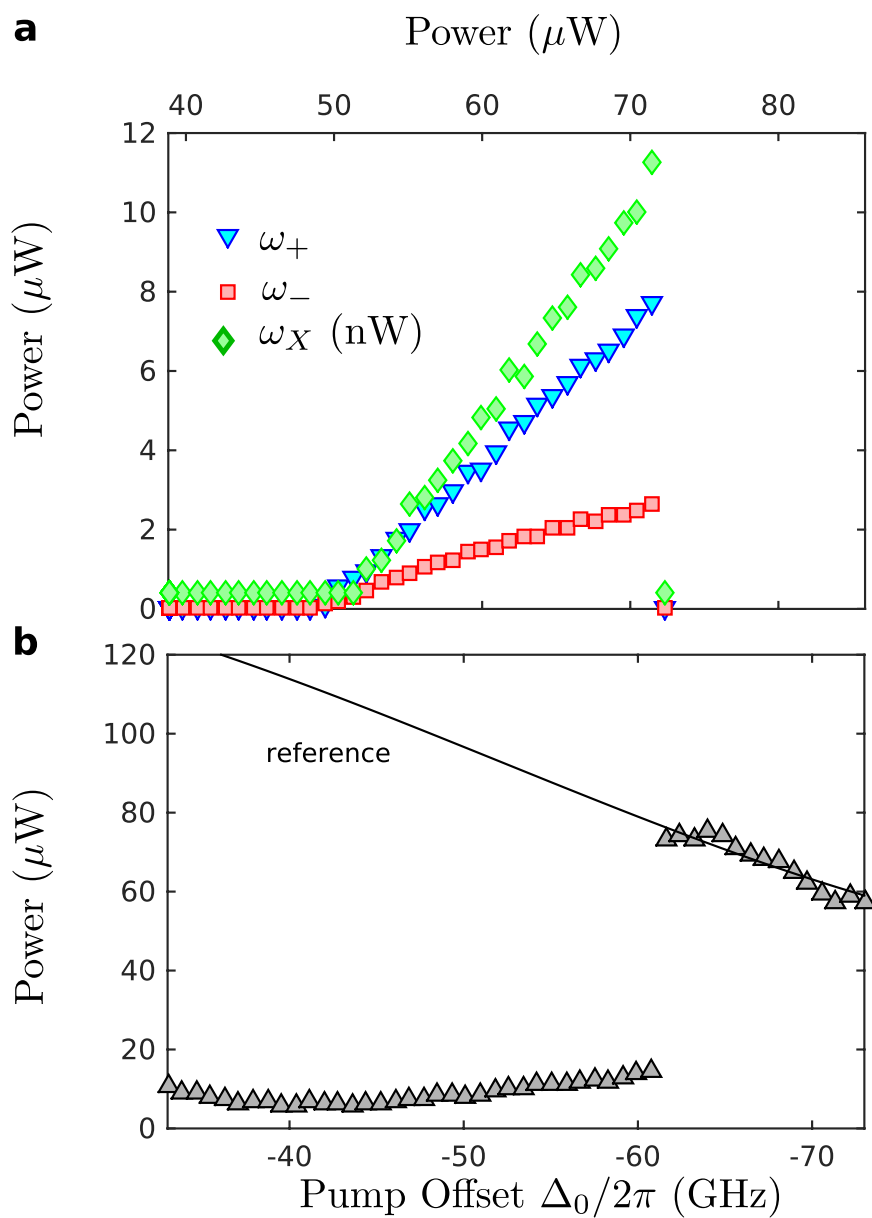 a
Power (μW)
40 50 60 70 80
12
10
8
6
4
2
0
Power (μW)
ω₊
ω₋
ω_X (nW)
b
120
100
80
60
40
20
0
Power (μW)
reference
-40 -50 -60 -70
Pump Offset Δ₀/2π (GHz)